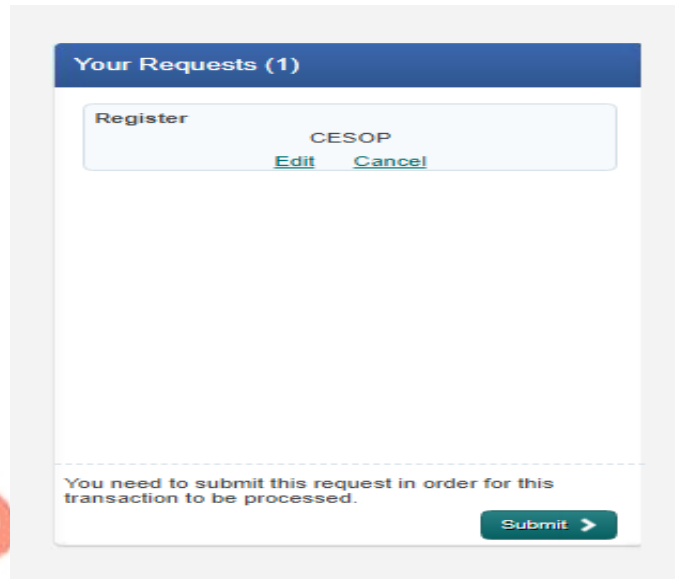 Your Requests (1)
Register
CESOP
Edit Cancel
You need to submit this request in order for this
transaction to be processed.
Submit